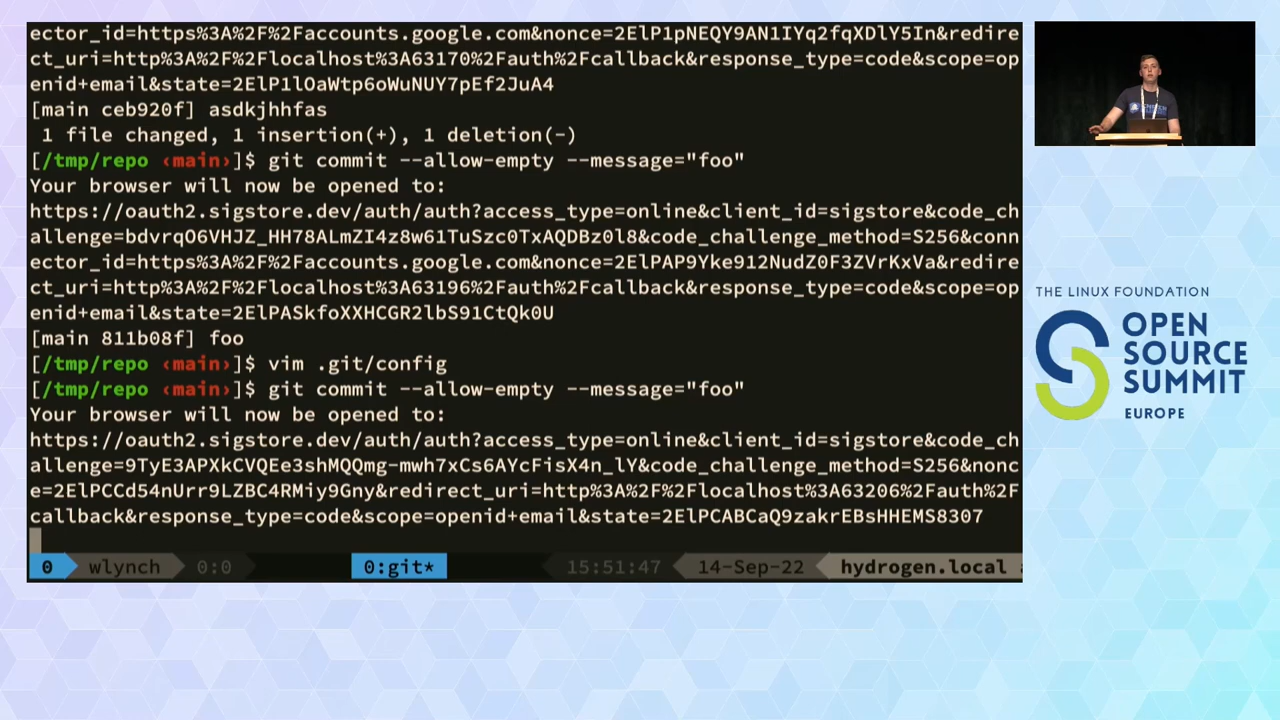 ector_id=https%3A%2F%2Faccounts.google.com&nonce=2ElP1pNEQY9AN1IYq2fqXDlY5In&redire
ct_uri=http%3A%2F%2Flocalhost%3A63170%2Fauth%2Fcallback&response_type=code&scope=op
enid+email&state=2ElP1lOaWtp6oWuNUY7pEf2JuA4
[main ceb920f] asdkjhhfas
1 file changed, 1 insertion(+), 1 deletion(-)
[/tmp/repo ‹main›]$ git commit --allow-empty --message="foo"
Your browser will now be opened to:
https://oauth2.sigstore.dev/auth/auth?access_type=online&client_id=sigstore&code_ch
allenge=bdvrqO6VHJZ_HH78ALmZI4z8w61TuSzc0TxAQDBz0l8&code_challenge_method=S256&conn
ector_id=https%3A%2F%2Faccounts.google.com&nonce=2ElPAP9Yke912NudZ0F3ZVrKxVa&redire
ct_uri=http%3A%2F%2Flocalhost%3A63196%2Fauth%2Fcallback&response_type=code&scope=op
enid+email&state=2ElPASkfoXXHCGR2lbS91CtQk0U
[main 811b08f] foo
[/tmp/repo ‹main›]$ vim .git/config
[/tmp/repo ‹main›]$ git commit --allow-empty --message="foo"
Your browser will now be opened to:
https://oauth2.sigstore.dev/auth/auth?access_type=online&client_id=sigstore&code_ch
allenge=9TyE3APXkCVQEe3shMQQmg-mwh7xCs6AYcFisX4n_lY&code_challenge_method=S256&nonc
e=2ElPCCd54nUrr9LZBC4RMiy9Gny&redirect_uri=http%3A%2F%2Flocalhost%3A63206%2Fauth%2F
callback&response_type=code&scope=openid+email&state=2ElPCABCaQ9zakrEBsHHEMS8307
0 wlynch 0:0 0:git* 15:51:47 14-Sep-22 hydrogen.local
THE LINUX FOUNDATION
OPEN
SOURCE
SUMMIT
EUROPE